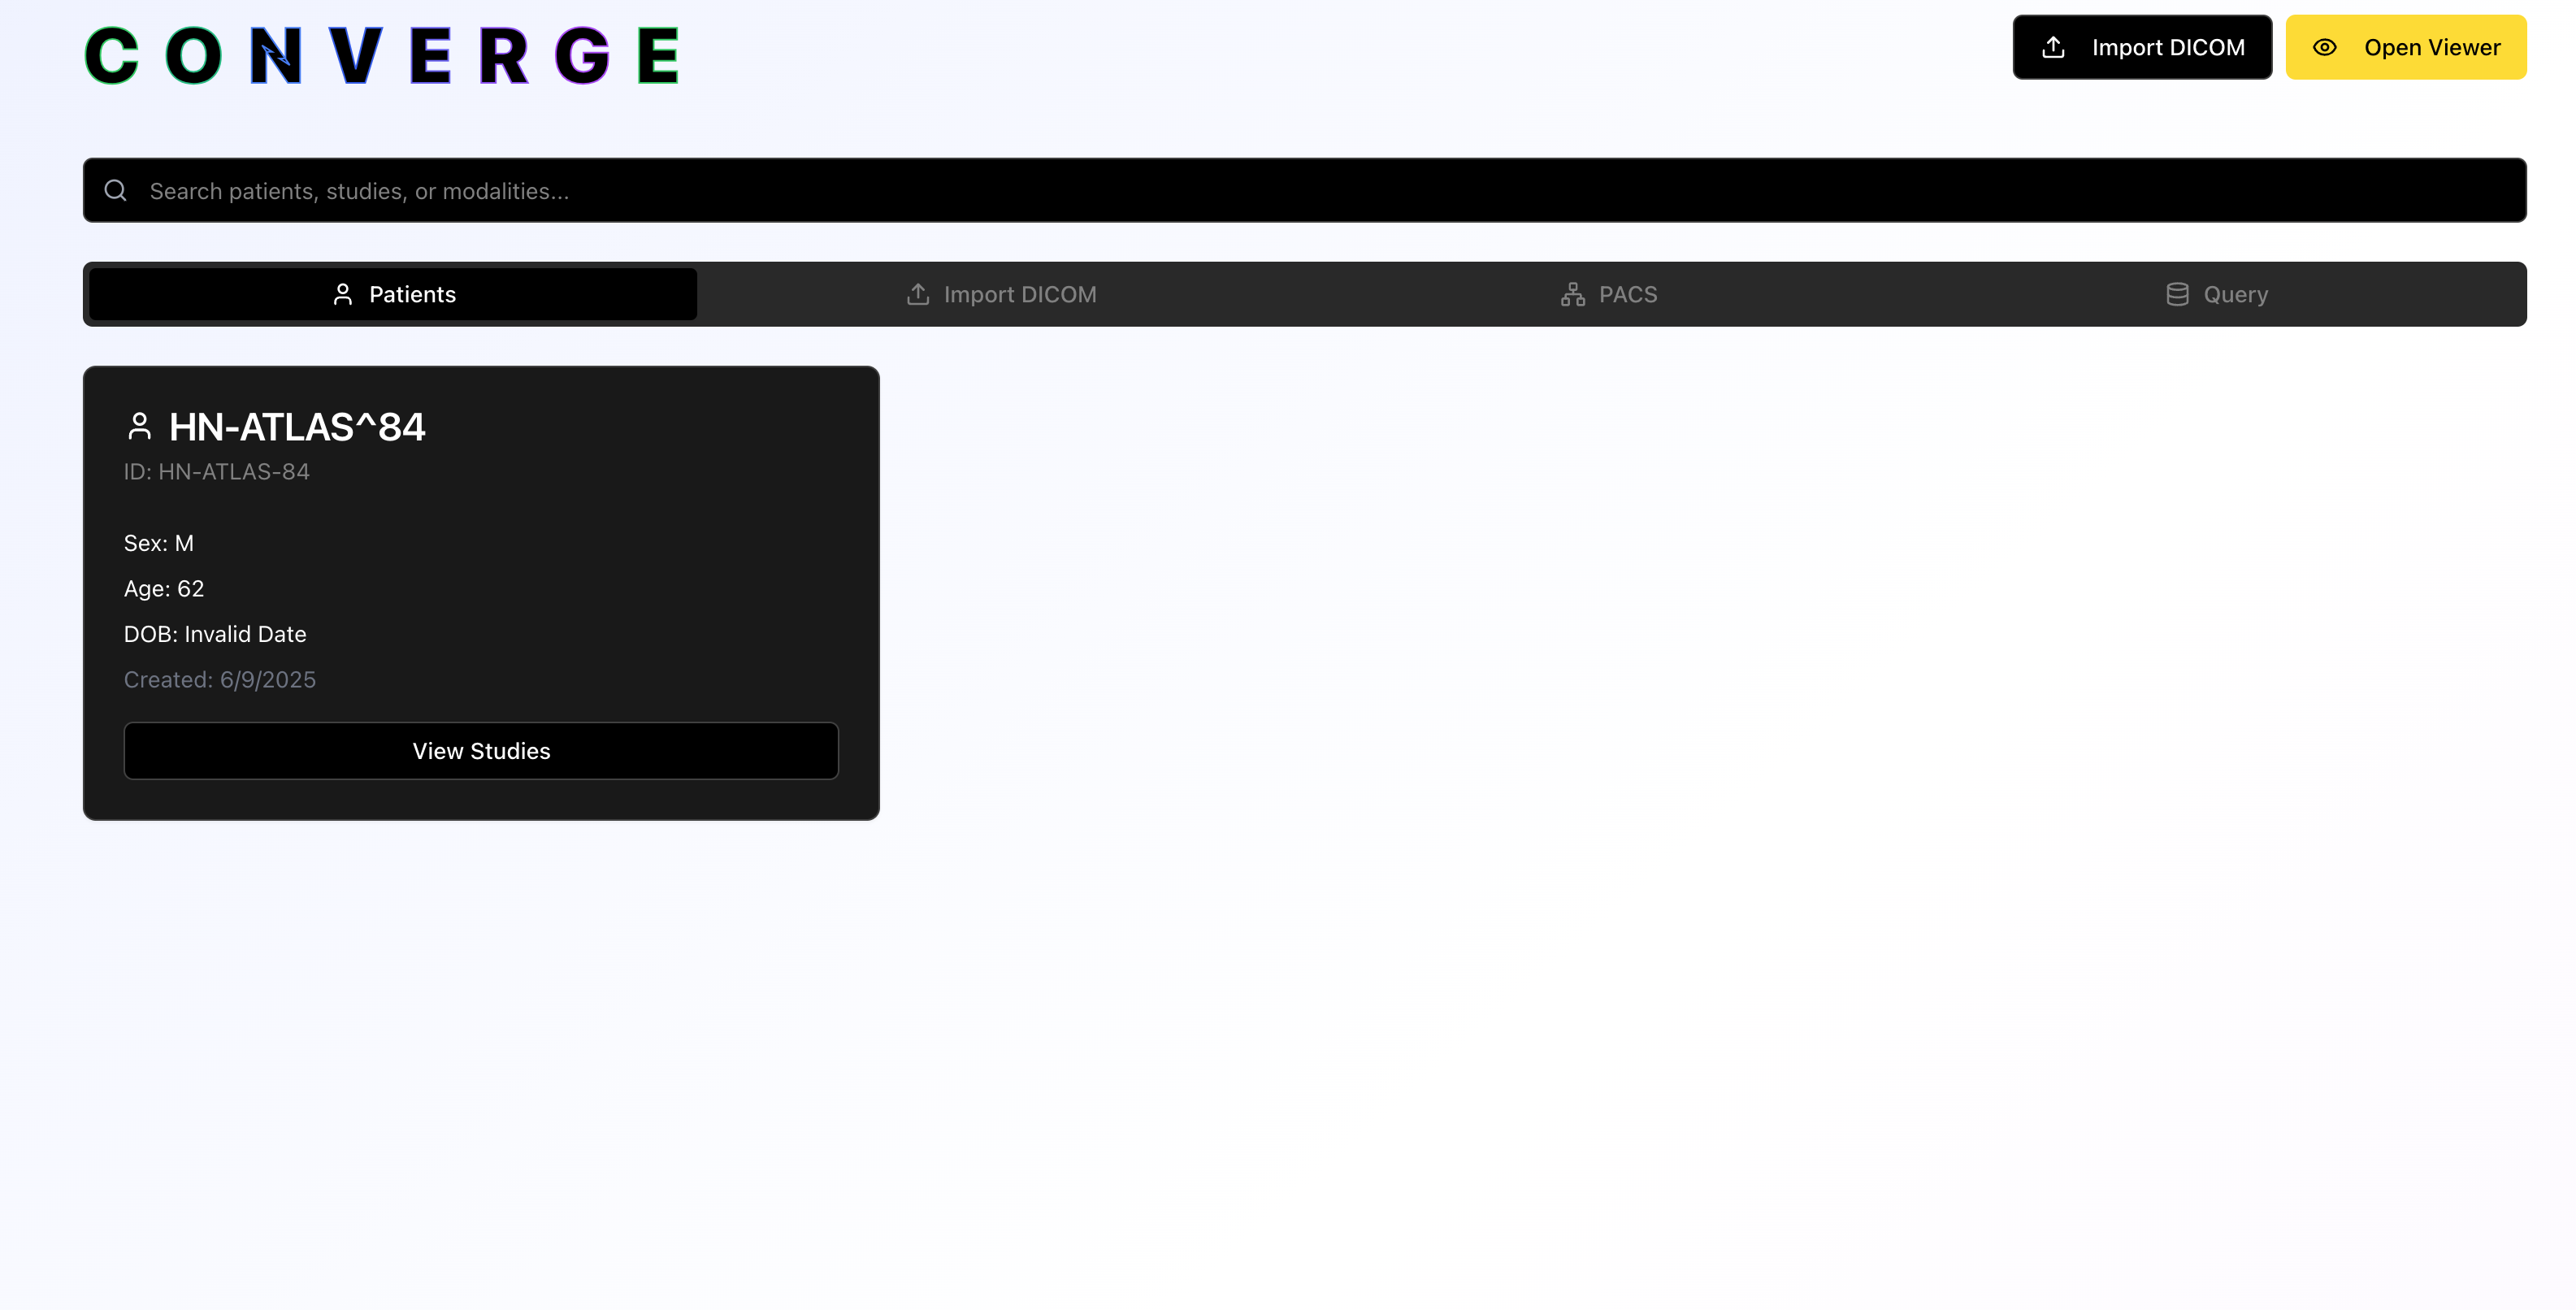 CONVERGE
Import DICOM
Open Viewer
Search patients, studies, or modalities...
Patients
Import DICOM
PACS
Query
HN-ATLAS^84
ID: HN-ATLAS-84
Sex: M
Age: 62
DOB: Invalid Date
Created: 6/9/2025
View Studies